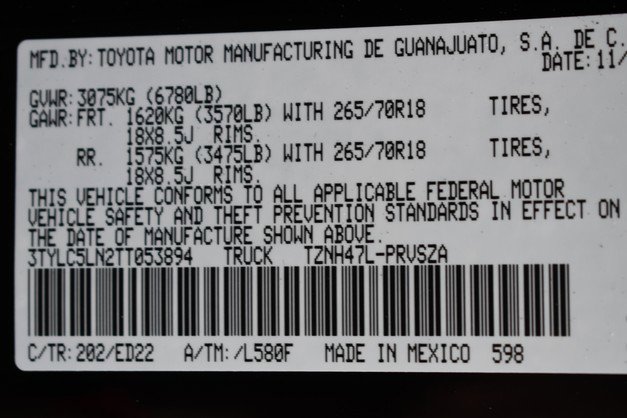 MFD.BY:TOYOTA MOTOR MANUFACTURING DE GUANAJUATO, S.A. DE C.
DATE:11/
GVWR:3075KG (6780LB)
GAWR:FRT. 1620KG (3570LB) WITH 265/70R18 TIRES,
18X8.5J RIMS.
RR. 1575KG (3475LB) WITH 265/70R18 TIRES,
18X8.5J RIMS.
THIS VEHICLE CONFORMS TO ALL APPLICABLE FEDERAL MOTOR
VEHICLE SAFETY AND THEFT PREVENTION STANDARDS IN EFFECT ON
THE DATE OF MANUFACTURE SHOWN ABOVE.
3TYLC5LN2TT053894 TRUCK TZNH47L-PRVSZA
C/TR:202/ED22 A/TM:/L580F MADE IN MEXICO 598